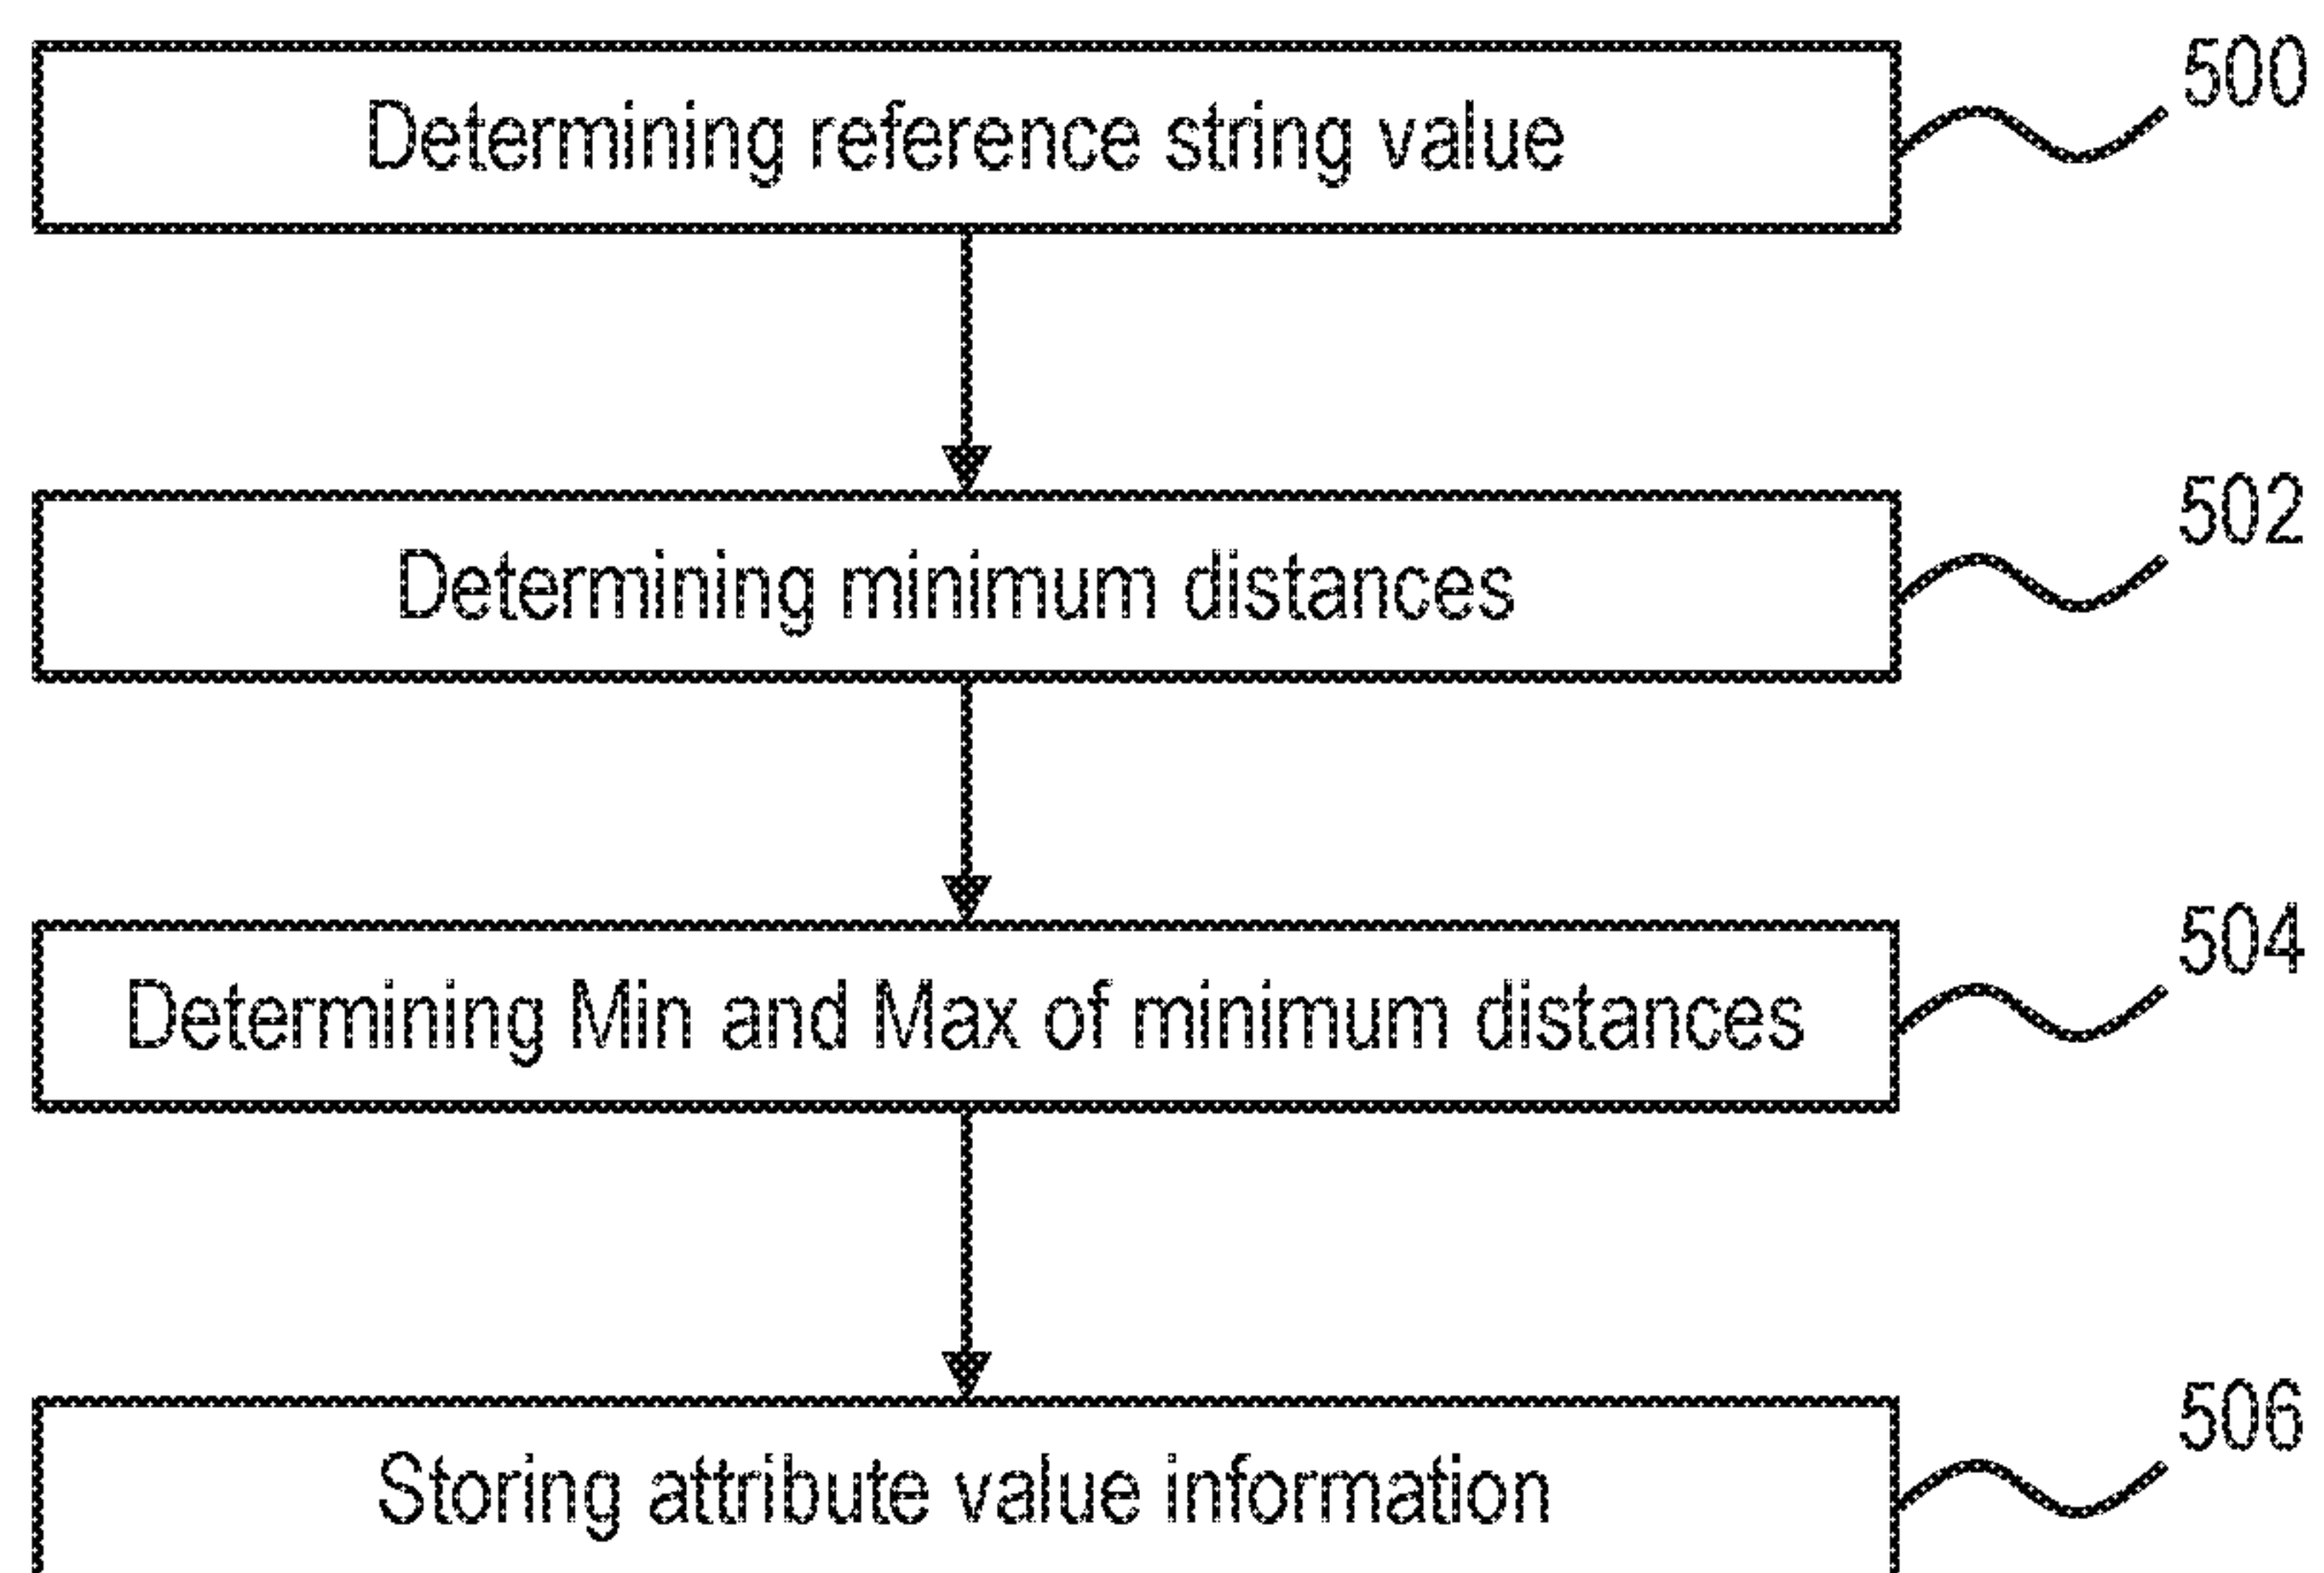 500
Determining reference string value
502
Determining minimum distances
504
Determining Min and Max of minimum distances
506
Storing attribute value information